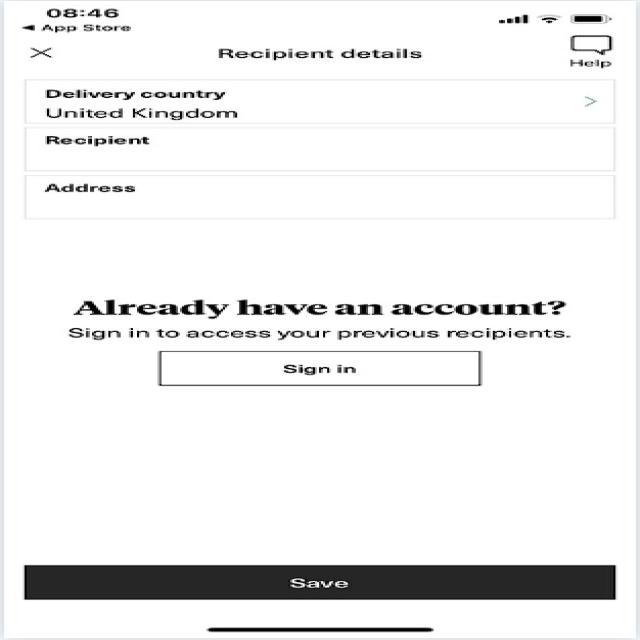 08:46
◀ App Store
Recipient details
Help
Delivery country
United Kingdom
Recipient
Address
Already have an account?
Sign in to access your previous recipients.
Sign in
Save